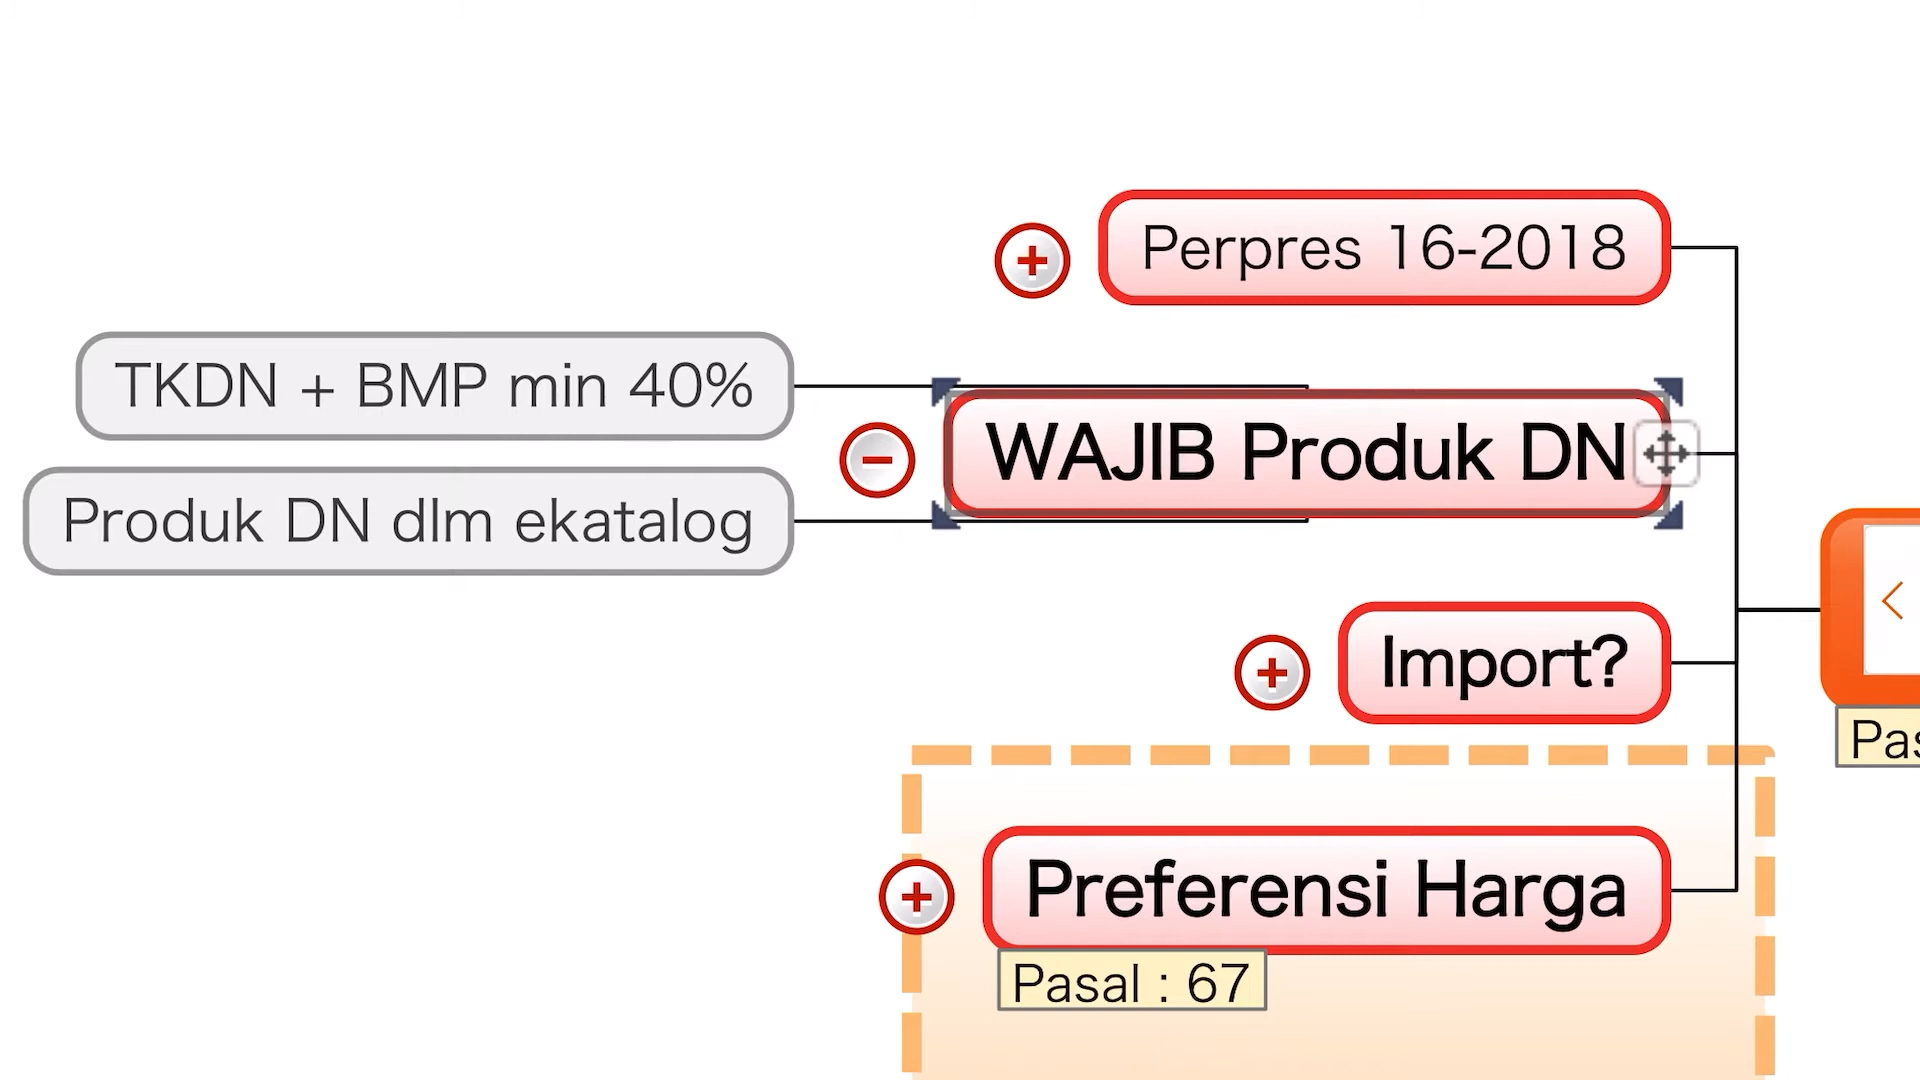 Perpres 16-2018
TKDN + BMP min 40%
WAJIB Produk DN
Produk DN dlm ekatalog
Import?
Preferensi Harga
Pasal : 67